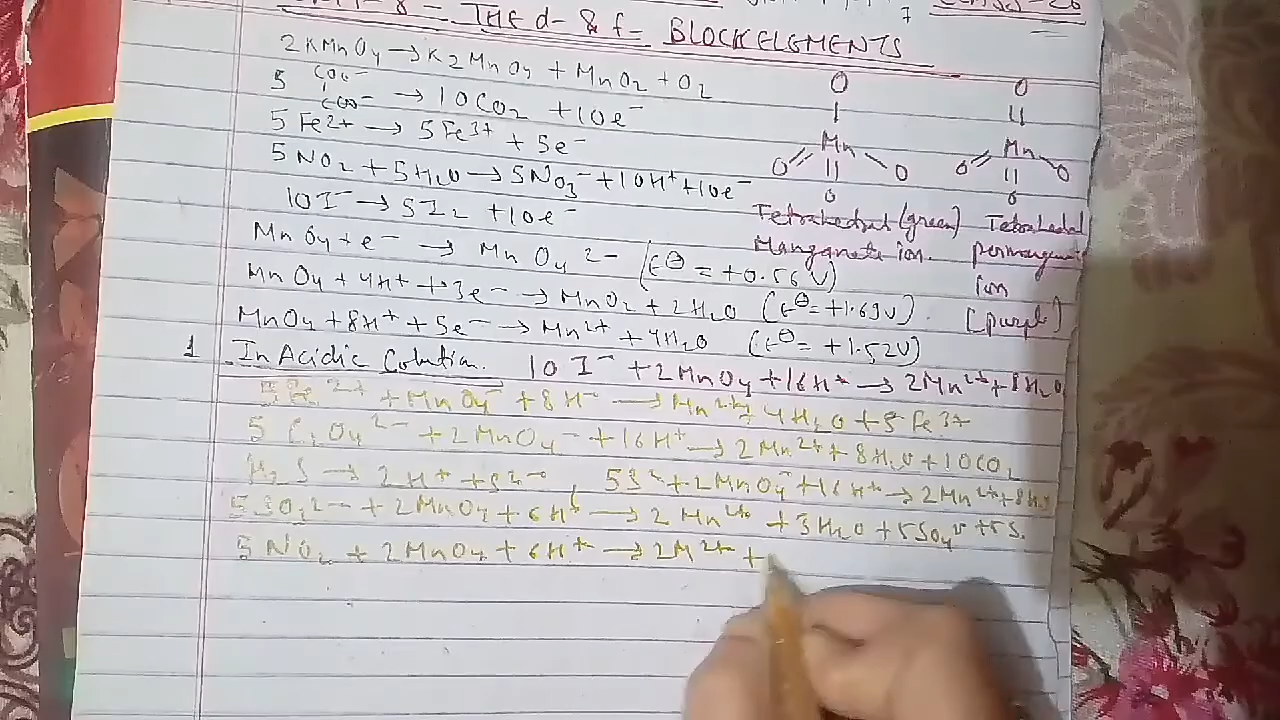 THE d- & f- BLOCK ELEMENTS
2KMnO4 → K2MnO4 + MnO2 + O2
5 COO⁻ COO⁻ → 10CO2 + 10e⁻
5Fe2+ → 5Fe3+ + 5e⁻
5NO2 + 5H2O → 5NO3⁻ + 10H+ + 10e⁻
10I⁻ → 5I2 + 10e⁻
MnO4 + e⁻ → MnO4 2- (E⊖ = +0.56V)
MnO4 + 4H+ + 3e⁻ → MnO2 + 2H2O (E⊖ = +1.69V)
MnO4 + 8H+ + 5e⁻ → Mn2+ + 4H2O (E⊖ = +1.52V)
O
Mn
O O
O
Tetrahedral (green)
Manganate ion.
O
Mn
O O
O
Tetrahedal
permanganate
ion
(purple)
1 In Acidic Solution. 10I⁻ + 2MnO4 + 16H+ → 2Mn2+ + 8H2O
5Fe2+ + MnO4⁻ + 8H⁻ → Mn2+ + 4H2O + 5Fe3+
5C2O4 2- + 2MnO4⁻ + 16H+ → 2Mn2+ + 8H2O + 10CO2
H2S → 2H+ + S2- , 5S2- + 2MnO4⁻ + 16H+ → 2Mn2+ + 8H2O
5SO3 2- + 2MnO4 + 6H+ → 2Mn2+ + 3H2O + 5SO4 + 5S.
5NO2 + 2MnO4 + 6H+ → 2M2+ +